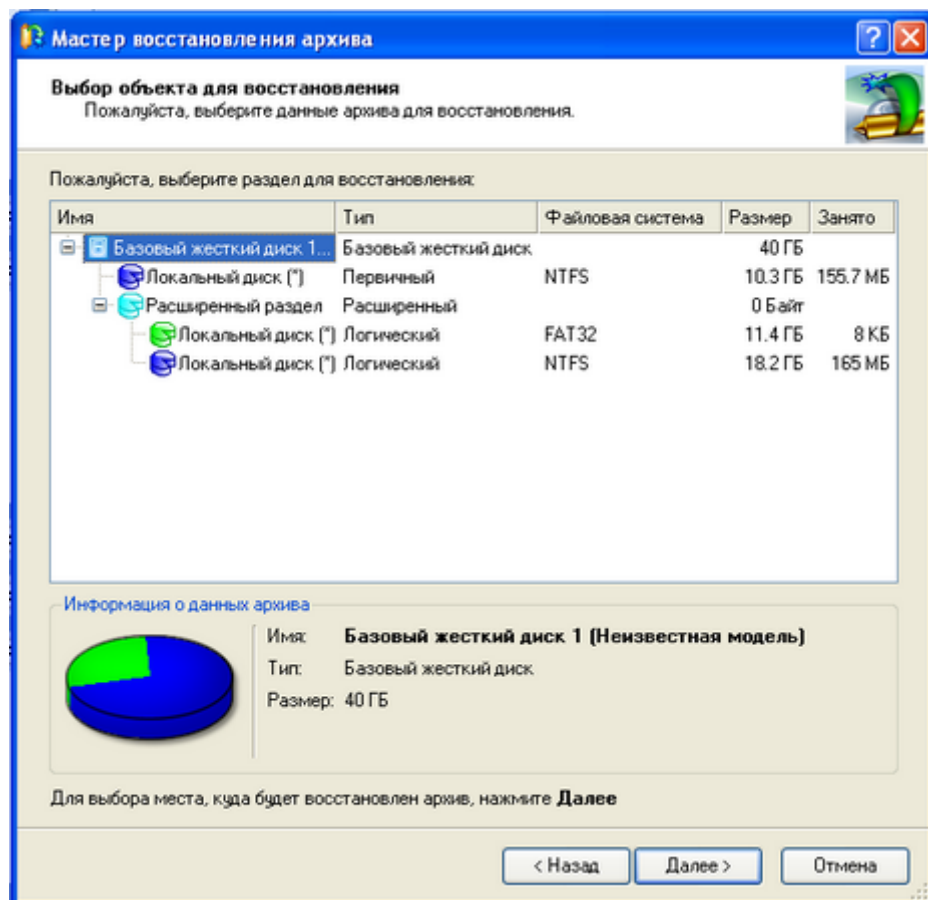 Мастер восстановления архива
Выбор объекта для восстановления
Пожалуйста, выберите данные архива для восстановления.
Пожалуйста, выберите раздел для восстановления:
Имя Тип Файловая система Размер Занято
Базовый жесткий диск 1... Базовый жесткий диск 40 ГБ
Локальный диск (*) Первичный NTFS 10.3 ГБ 155.7 МБ
Расширенный раздел Расширенный 0 Байт
Локальный диск (*) Логический FAT32 11.4 ГБ 8 КБ
Локальный диск (*) Логический NTFS 18.2 ГБ 165 МБ
Информация о данных архива
Имя: Базовый жесткий диск 1 (Неизвестная модель)
Тип: Базовый жесткий диск
Размер: 40 ГБ
Для выбора места, куда будет восстановлен архив, нажмите Далее
< Назад Далее > Отмена